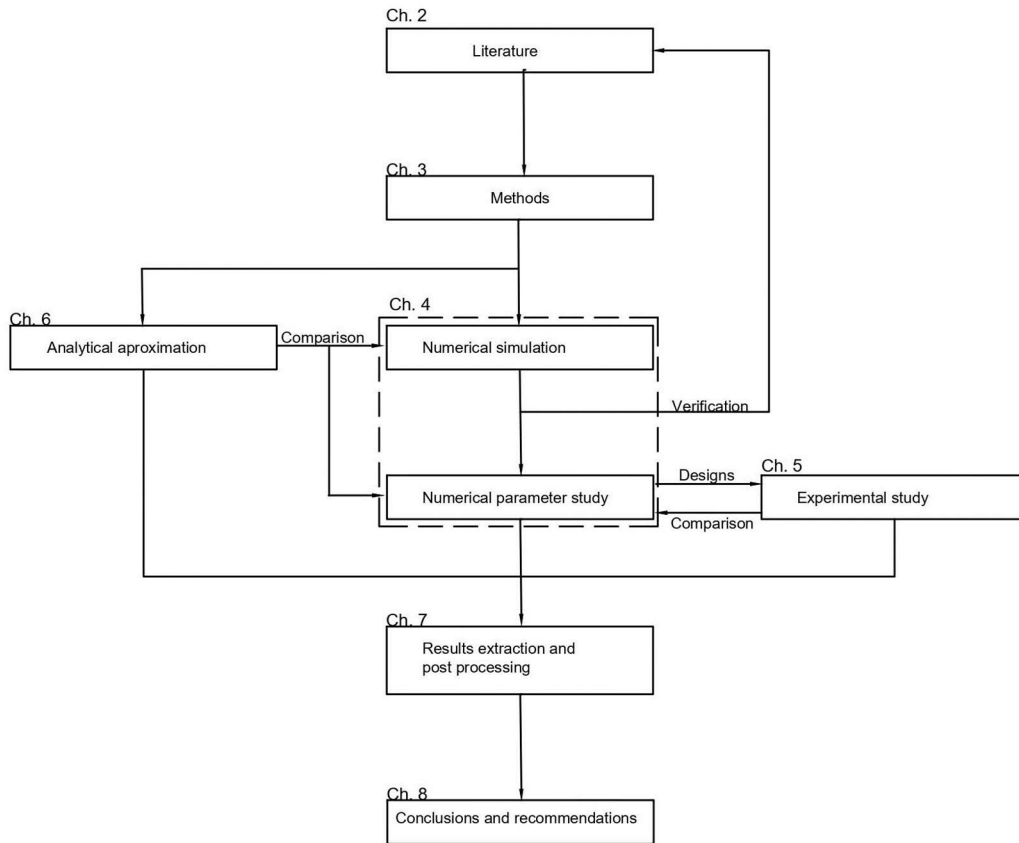 Ch. 2
Literature
Ch. 3
Methods
Ch. 4
Ch. 6
Analytical aproximation
Comparison
Numerical simulation
Verification
Ch. 5
Numerical parameter study
Designs
Experimental study
Comparison
Ch. 7
Results extraction and
post processing
Ch. 8
Conclusions and recommendations